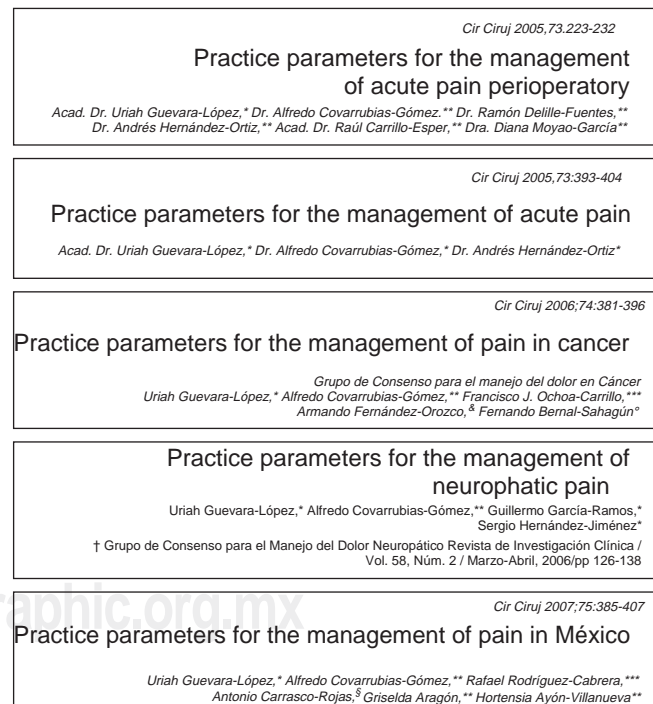 Cir Ciruj 2005,73.223-232
Practice parameters for the management
of acute pain perioperatory
Acad. Dr. Uriah Guevara-López,* Dr. Alfredo Covarrubias-Gómez.** Dr. Ramón Delille-Fuentes,**
Dr. Andrés Hernández-Ortiz,** Acad. Dr. Raúl Carrillo-Esper,** Dra. Diana Moyao-García**
Cir Ciruj 2005,73:393-404
Practice parameters for the management of acute pain
Acad. Dr. Uriah Guevara-López,* Dr. Alfredo Covarrubias-Gómez,* Dr. Andrés Hernández-Ortiz*
Cir Ciruj 2006;74:381-396
Practice parameters for the management of pain in cancer
Grupo de Consenso para el manejo del dolor en Cáncer
Uriah Guevara-López,* Alfredo Covarrubias-Gómez,** Francisco J. Ochoa-Carrillo,***
Armando Fernández-Orozco,& Fernando Bernal-Sahagún°
Practice parameters for the management of
neurophatic pain
Uriah Guevara-López,* Alfredo Covarrubias-Gómez,** Guillermo García-Ramos,*
Sergio Hernández-Jiménez*
† Grupo de Consenso para el Manejo del Dolor Neuropático Revista de Investigación Clínica /
Vol. 58, Núm. 2 / Marzo-Abril, 2006/pp 126-138
raphic.org.mx
Cir Ciruj 2007;75:385-407
Practice parameters for the management of pain in México
Uriah Guevara-López,* Alfredo Covarrubias-Gómez,** Rafael Rodríguez-Cabrera,***
Antonio Carrasco-Rojas,§ Griselda Aragón,** Hortensia Ayón-Villanueva**